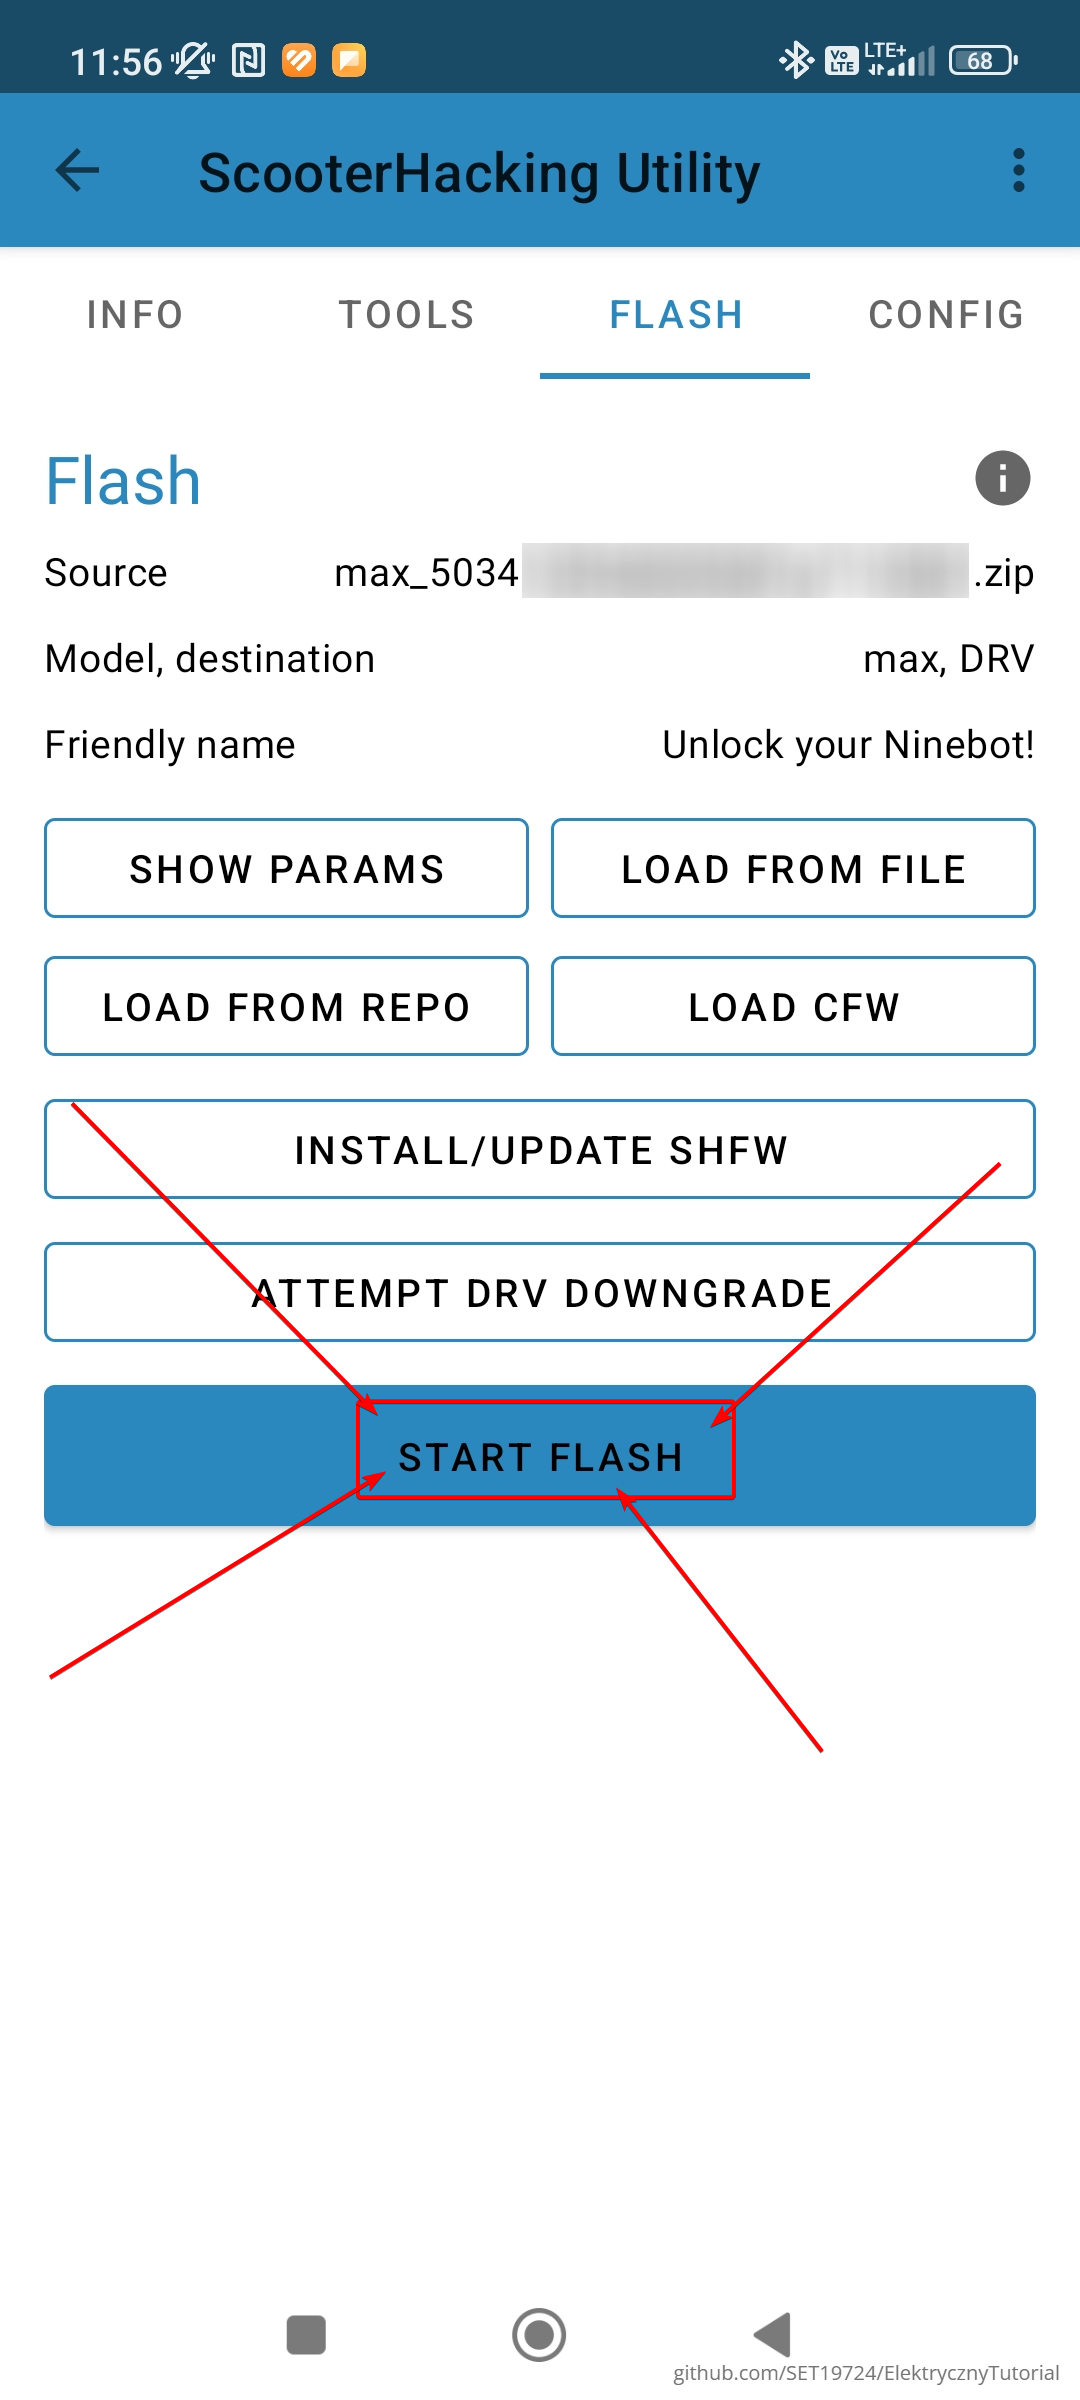 11:56 Vo LTE LTE+ 68
ScooterHacking Utility
INFO TOOLS FLASH CONFIG
Flash
Source max_5034 .zip
Model, destination max, DRV
Friendly name Unlock your Ninebot!
SHOW PARAMS LOAD FROM FILE
LOAD FROM REPO LOAD CFW
INSTALL/UPDATE SHFW
ATTEMPT DRV DOWNGRADE
START FLASH
github.com/SET19724/ElektrycznyTutorial